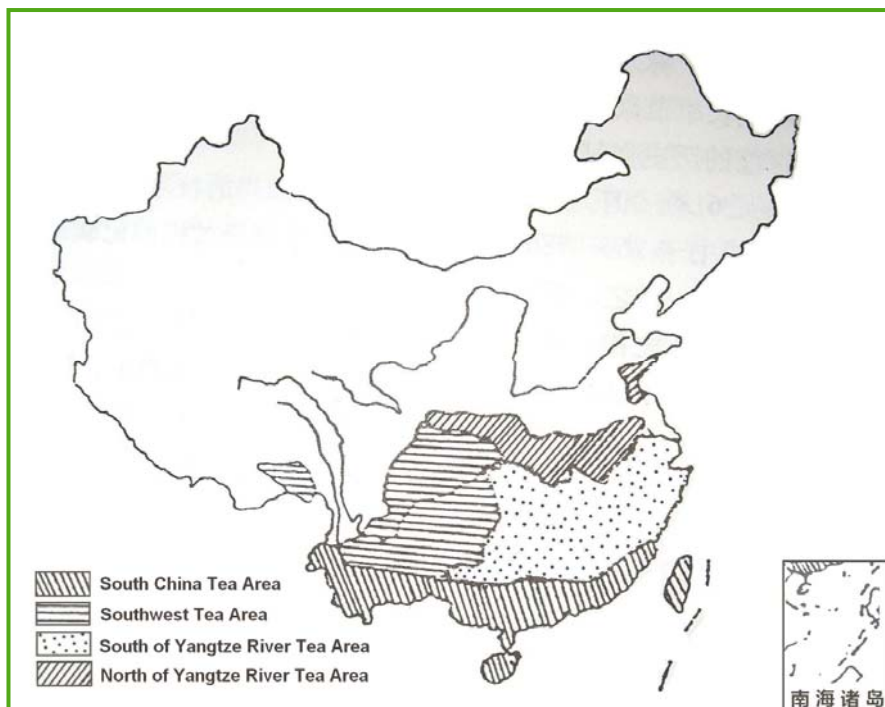 South China Tea Area
Southwest Tea Area
South of Yangtze River Tea Area
North of Yangtze River Tea Area
南海诸岛